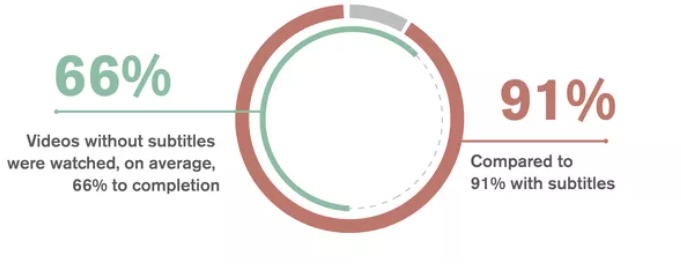 66%
Videos without subtitles
were watched, on average,
66% to completion
91%
Compared to
91% with subtitles